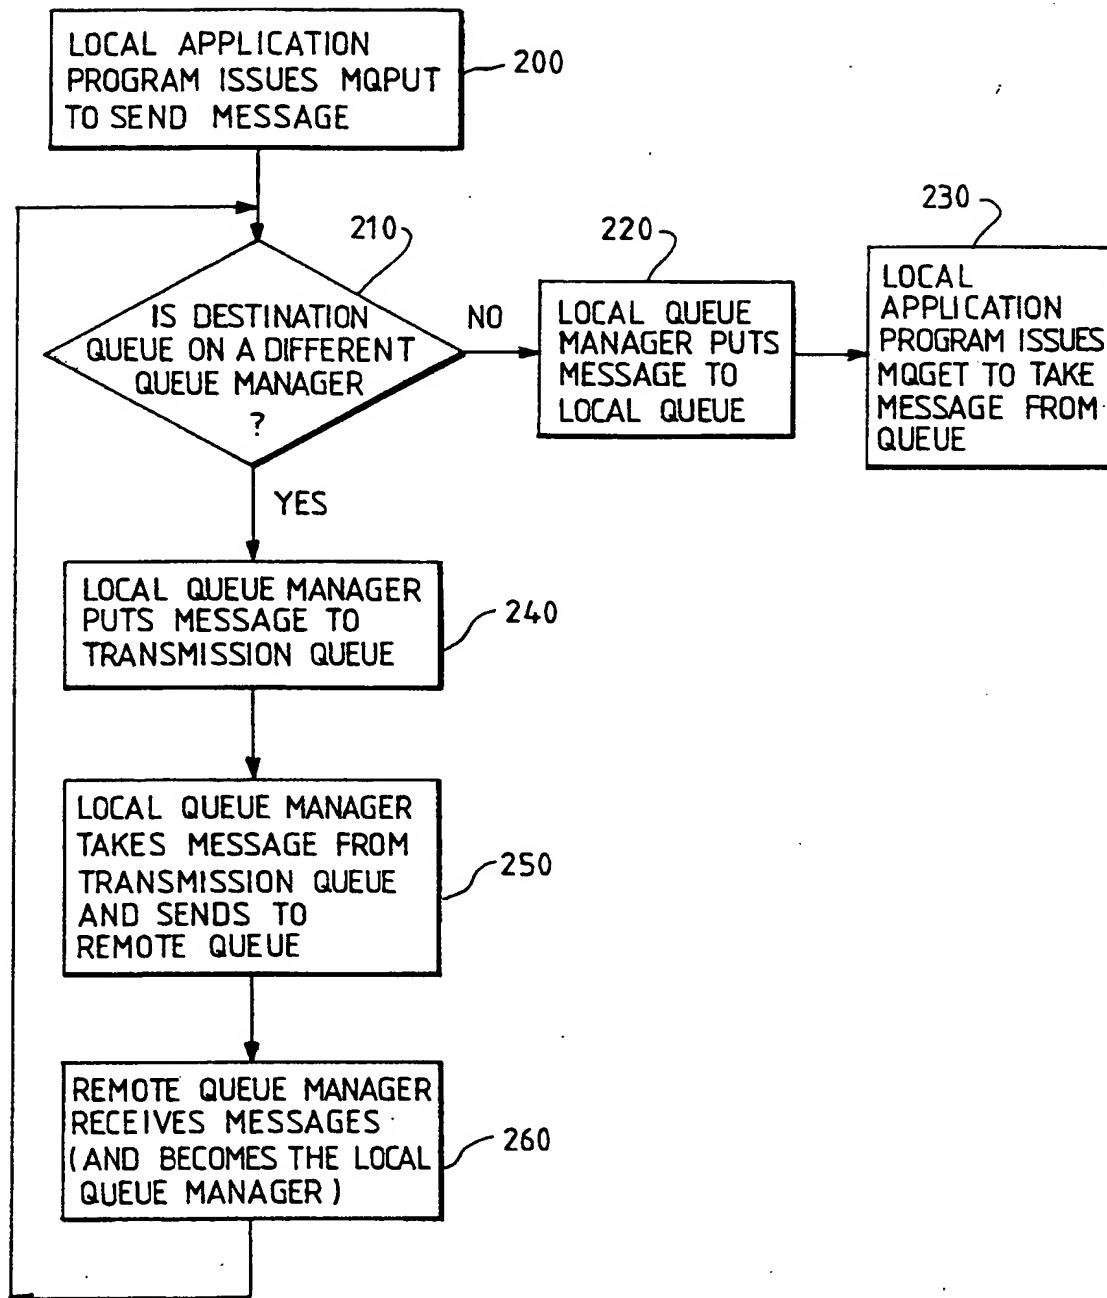 LOCAL APPLICATION
PROGRAM ISSUES MQPUT
TO SEND MESSAGE
200
210
IS DESTINATION
QUEUE ON A DIFFERENT
QUEUE MANAGER
?
NO
YES
220
LOCAL QUEUE
MANAGER PUTS
MESSAGE TO
LOCAL QUEUE
230
LOCAL
APPLICATION
PROGRAM ISSUES
MQGET TO TAKE
MESSAGE FROM
QUEUE
LOCAL QUEUE MANAGER
PUTS MESSAGE TO
TRANSMISSION QUEUE
240
LOCAL QUEUE MANAGER
TAKES MESSAGE FROM
TRANSMISSION QUEUE
AND SENDS TO
REMOTE QUEUE
250
REMOTE QUEUE MANAGER
RECEIVES MESSAGES
(AND BECOMES THE LOCAL
QUEUE MANAGER)
260